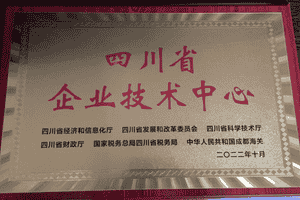 四川省
企业技术中心
四川省经济和信息化厅 四川省发展和改革委员会 四川省科学技术厅
四川省财政厅 国家税务总局四川省税务局 中华人民共和国成都海关
二〇二二年十月